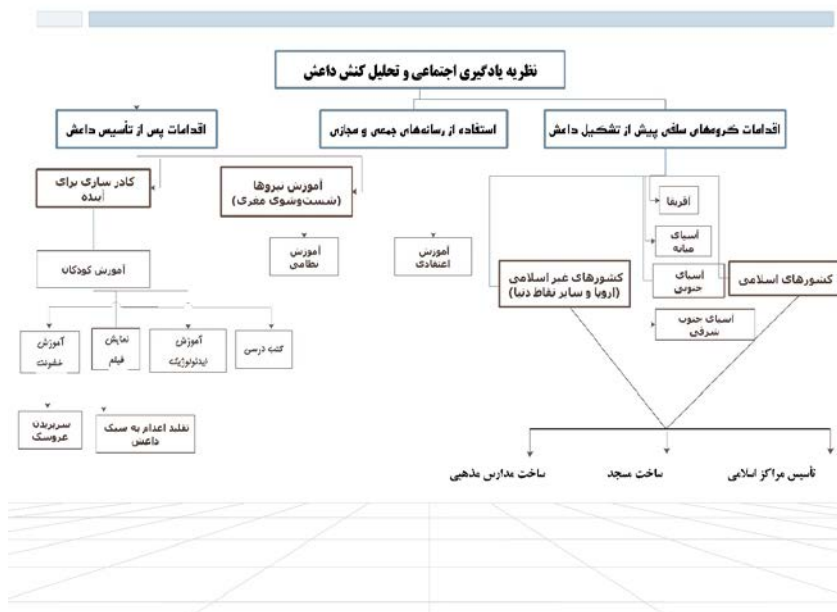 نظریه یادگیری اجتماعی و تحلیل کنش داعش
اقدامات گروه‌های سلفی پیش از تشکیل داعش
استفاده از رسانه‌های جمعی و مجازی
اقدامات پس از تأسیس داعش
کشورهای اسلامی
آفریقا
آسیای
میانه
آسیای
جنوبی
آسیای جنوب
شرقی
کشورهای غیر اسلامی
(اروپا و سایر نقاط دنیا)
تأسیس مراکز اسلامی
ساخت مسجد
ساخت مدارس مذهبی
آموزش نیروها
(شست‌وشوی مغزی)
آموزش
اعتقادی
آموزش
نظامی
کادر سازی برای
آینده
آموزش کودکان
کتب درسی
آموزش
ایدئولوژیک
نمایش
فیلم
آموزش
خشونت
تقلید اعدام به سبک
داعش
سربریدن
عروسک